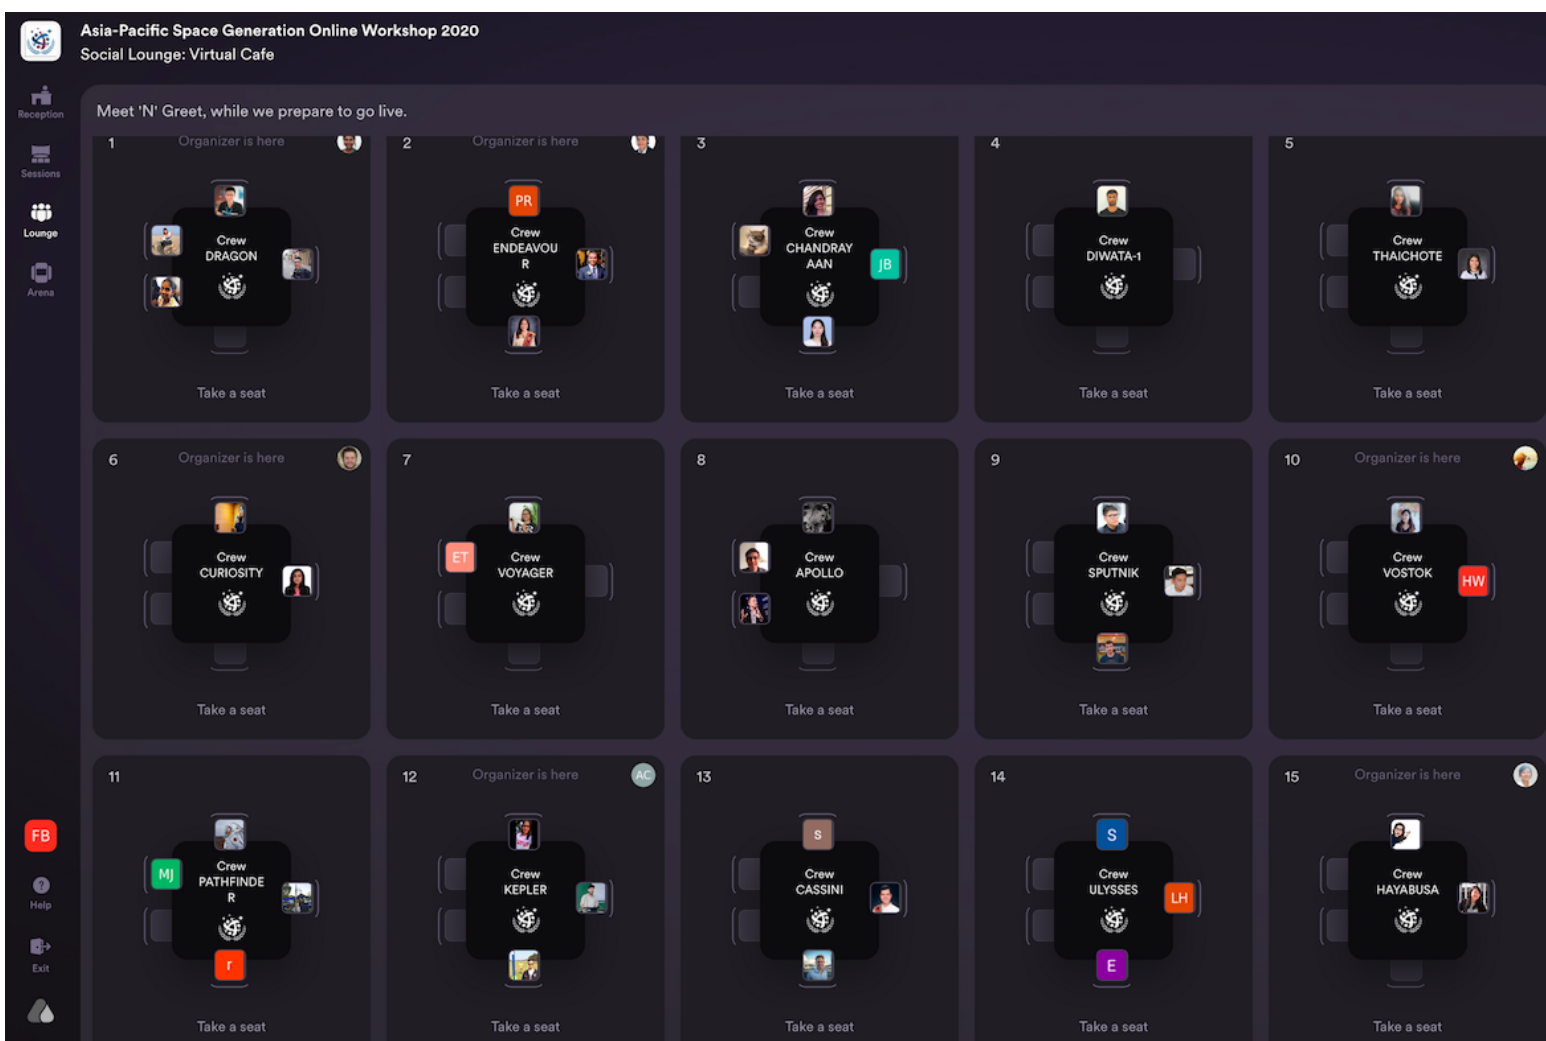 Asia-Pacific Space Generation Online Workshop 2020
Social Lounge: Virtual Cafe
Reception
Sessions
Lounge
Arena
FB
Help
Exit
Meet 'N' Greet, while we prepare to go live.
1
Organizer is here
Crew
DRAGON
Take a seat
2
Organizer is here
PR
Crew
ENDEAVOU
R
Take a seat
3
Crew
CHANDRAY
AAN
JB
Take a seat
4
Crew
DIWATA-1
Take a seat
5
Crew
THAICHOTE
Take a seat
6
Organizer is here
Crew
CURIOSITY
Take a seat
7
ET
Crew
VOYAGER
Take a seat
8
Crew
APOLLO
Take a seat
9
Crew
SPUTNIK
Take a seat
10
Organizer is here
Crew
VOSTOK
HW
Take a seat
11
MJ
Crew
PATHFINDE
R
r
Take a seat
12
Organizer is here
AC
Crew
KEPLER
Take a seat
13
s
Crew
CASSINI
Take a seat
14
S
Crew
ULYSSES
LH
E
Take a seat
15
Organizer is here
Crew
HAYABUSA
Take a seat